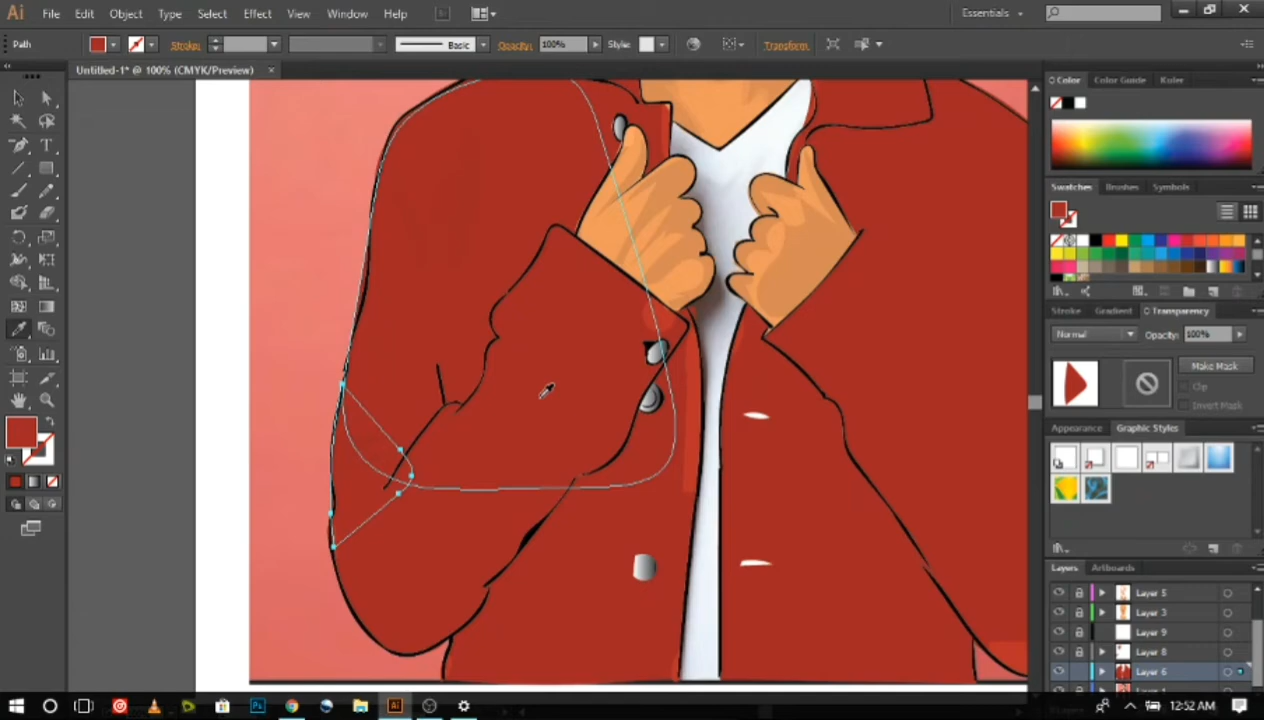 Ai File Edit Object Type Select Effect View Window Help Essentials
Path Stroke: Basic Opacity: 100% Style: Transform
Untitled-1* @ 100% (CMYK/Preview)
Color Color Guide Kuler
Swatches Brushes Symbols
Stroke Gradient Transparency
Normal Opacity: 100%
Make Mask
Clip
Invert Mask
Appearance Graphic Styles
Layers Artboards
Layer 5
Layer 3
Layer 9
Layer 8
Layer 6
Ps Ai 12:52 AM